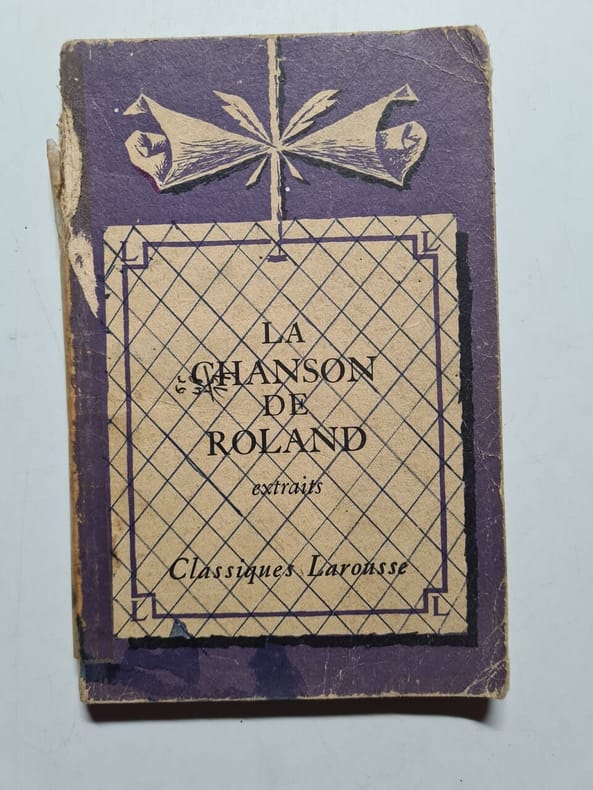 L L
LA
CHANSON
DE
ROLAND
extraits
Classiques Larousse
L L